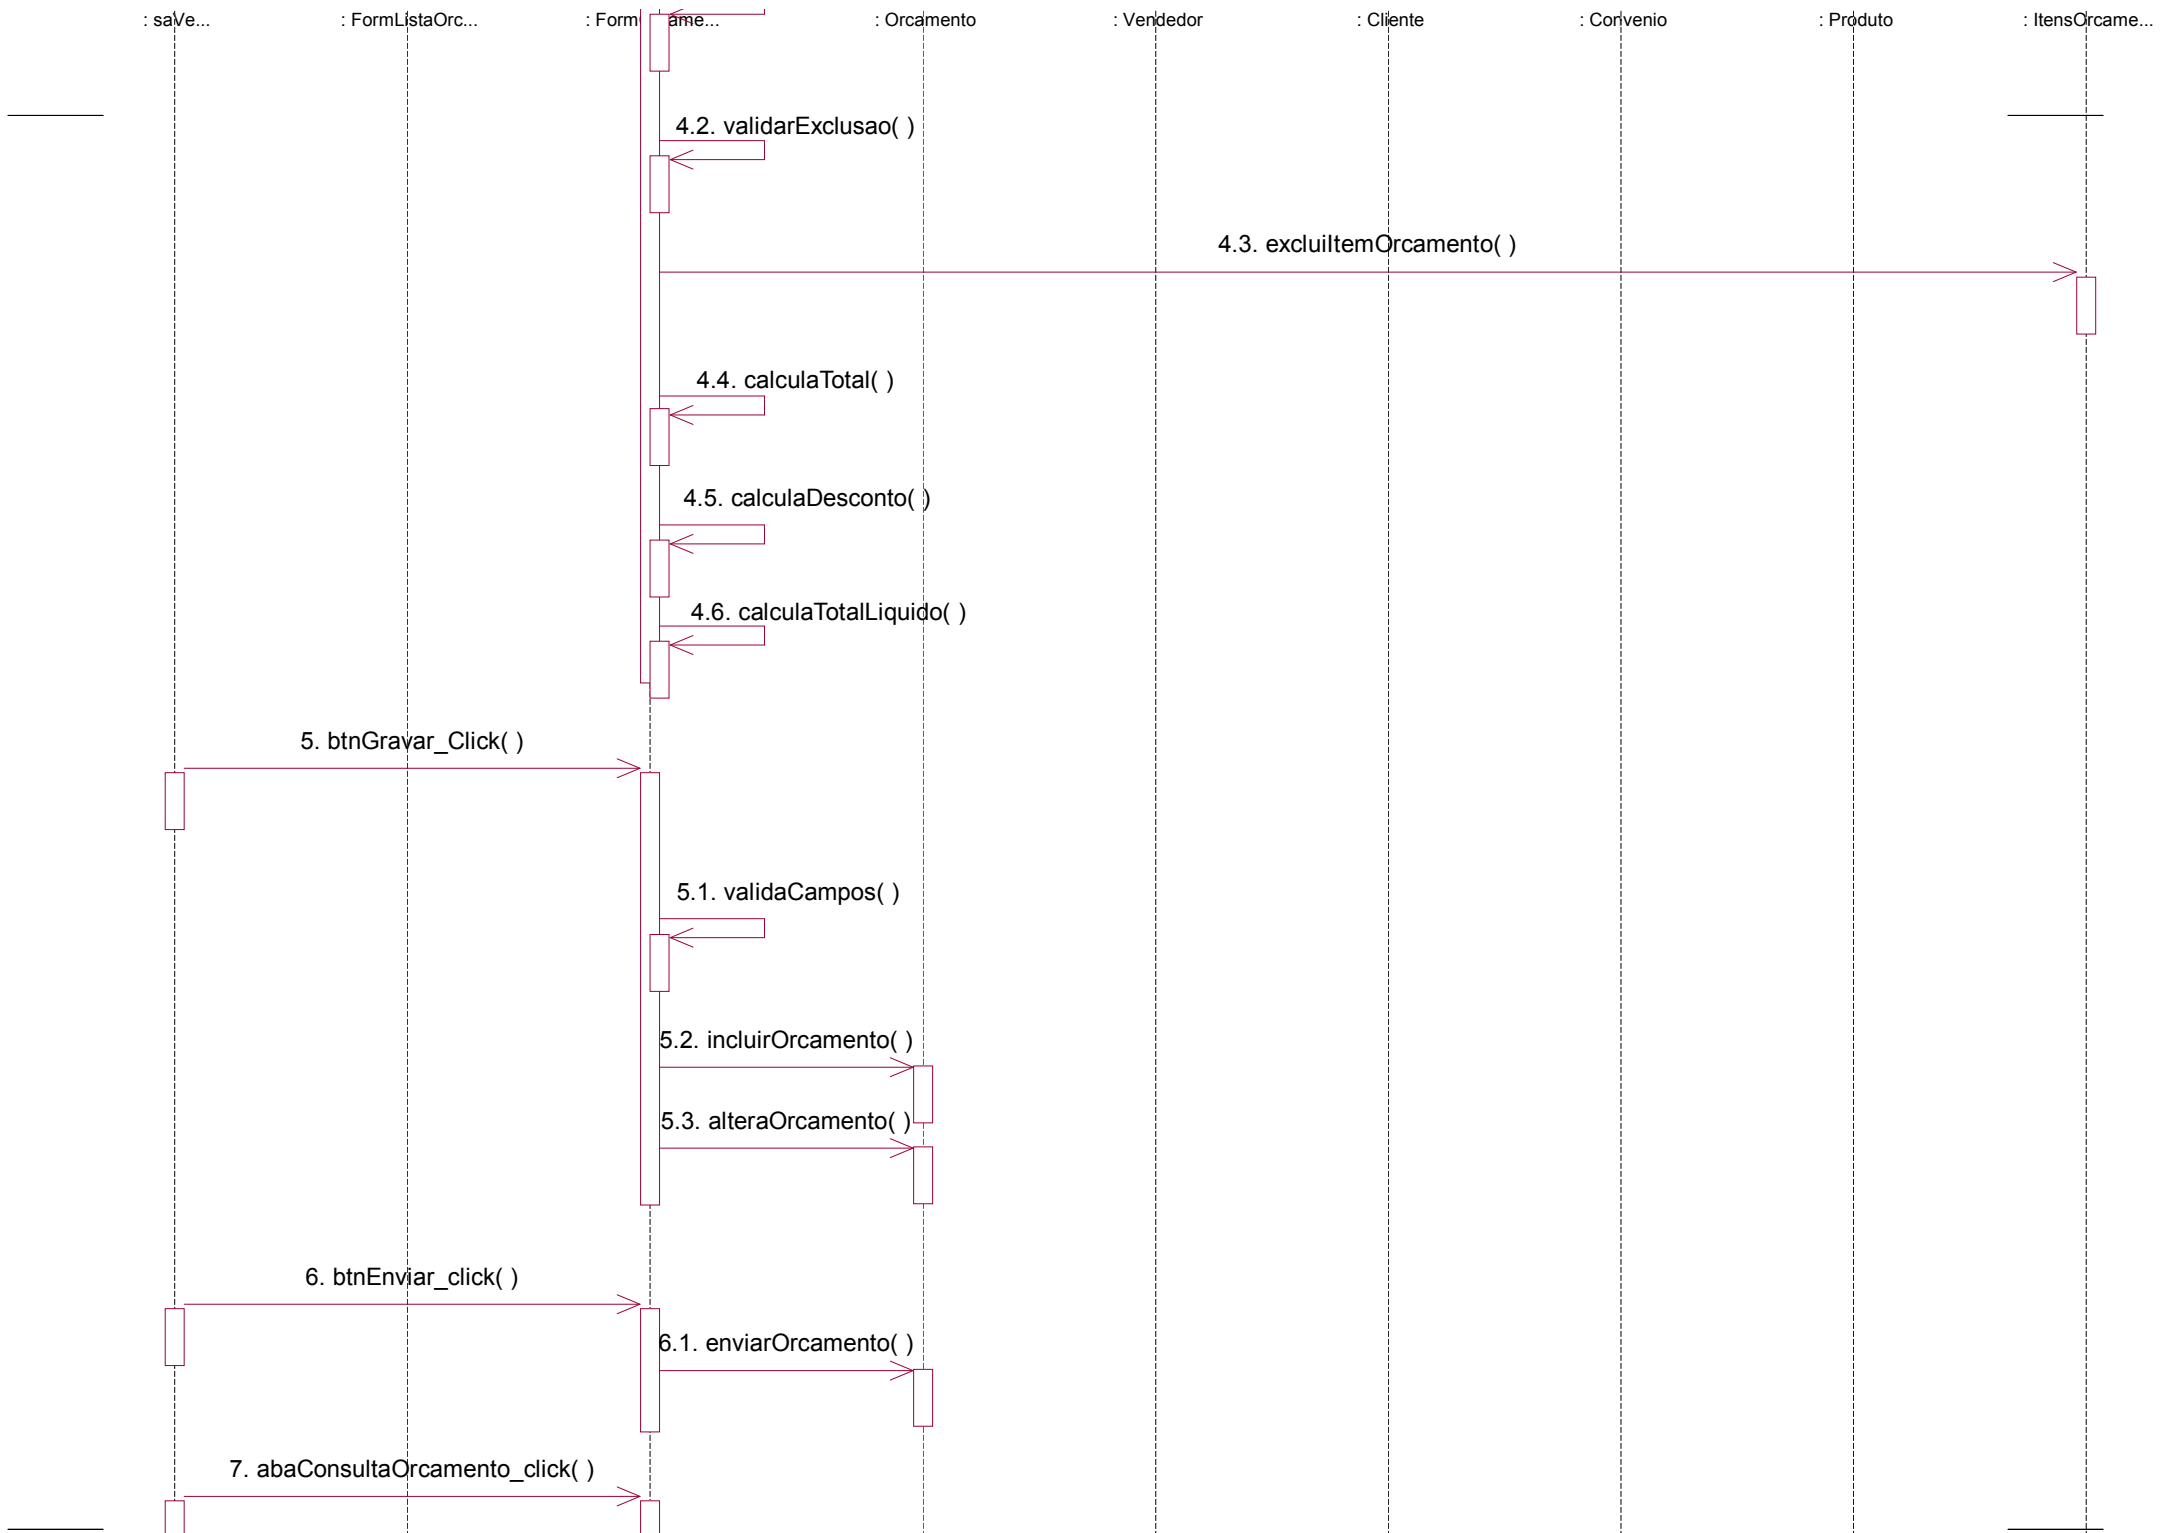 : saVe...
: FormListaOrc...
: Orcamento
: Vendedor
: Cliente
: Convenio
: Produto
: ItensOrcame...
4.2. validarExclusao( )
4.3. excluiItemOrcamento( )
4.4. calculaTotal( )
4.5. calculaDesconto( )
4.6. calculaTotalLiquido( )
5. btnGravar_Click( )
5.1. validaCampos( )
5.2. incluirOrcamento( )
5.3. alteraOrcamento( )
6. btnEnviar_click( )
6.1. enviarOrcamento( )
7. abaConsultaOrcamento_click( )